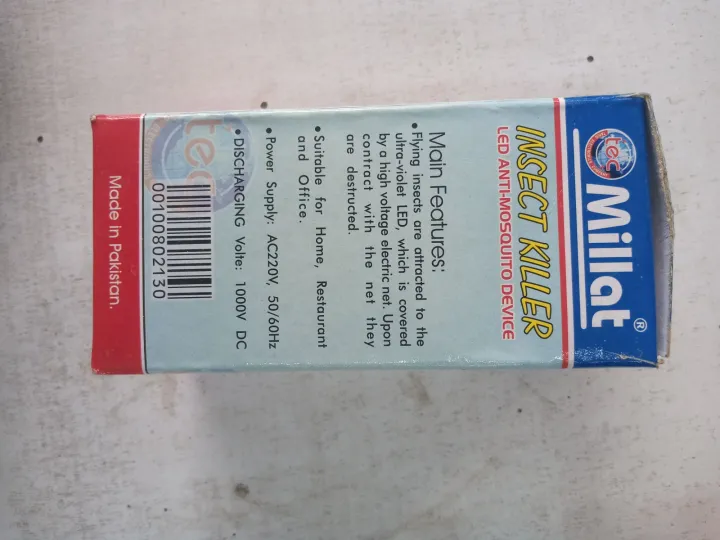 tec
Millat®
INSECT KILLER
LED ANTI-MOSQUITO DEVICE
Main Features:
• Flying insects are attracted to the
ultra-violet LED, which is covered
by a high voltage electric net. Upon
contract with the net they
are destructed.
• Suitable for Home, Restaurant
and Office.
• Power Supply: AC220V, 50/60Hz
• DISCHARGING Volte: 1000V DC
tec
00100802130
Made in Pakistan.